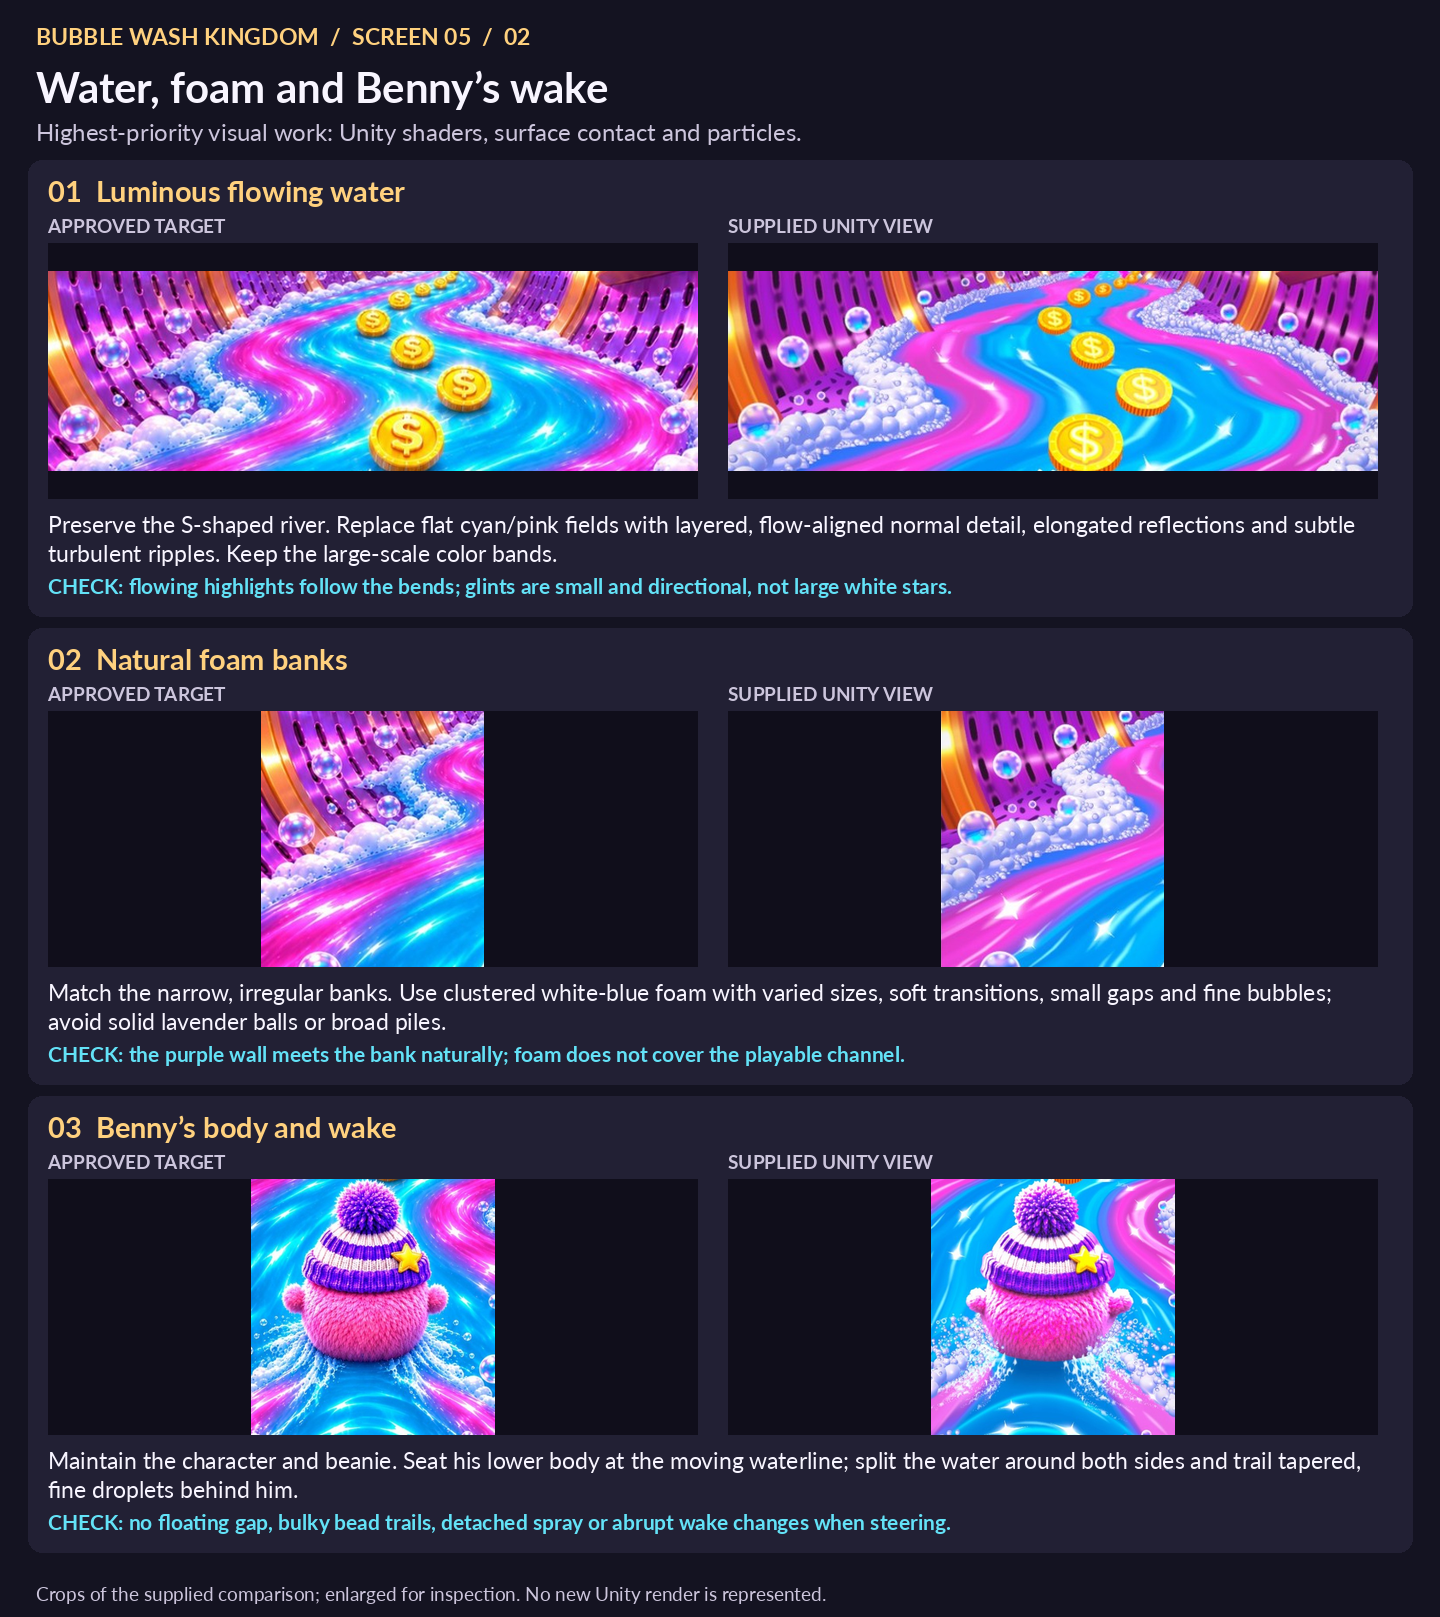 BUBBLE WASH KINGDOM / SCREEN 05 / 02
Water, foam and Benny’s wake
Highest-priority visual work: Unity shaders, surface contact and particles.
01 Luminous flowing water
APPROVED TARGET
SUPPLIED UNITY VIEW
$
$
$
$
$
$
$
$
Preserve the S-shaped river. Replace flat cyan/pink fields with layered, flow-aligned normal detail, elongated reflections and subtle
turbulent ripples. Keep the large-scale color bands.
CHECK: flowing highlights follow the bends; glints are small and directional, not large white stars.
02 Natural foam banks
APPROVED TARGET
SUPPLIED UNITY VIEW
Match the narrow, irregular banks. Use clustered white-blue foam with varied sizes, soft transitions, small gaps and fine bubbles;
avoid solid lavender balls or broad piles.
CHECK: the purple wall meets the bank naturally; foam does not cover the playable channel.
03 Benny’s body and wake
APPROVED TARGET
SUPPLIED UNITY VIEW
Maintain the character and beanie. Seat his lower body at the moving waterline; split the water around both sides and trail tapered,
fine droplets behind him.
CHECK: no floating gap, bulky bead trails, detached spray or abrupt wake changes when steering.
Crops of the supplied comparison; enlarged for inspection. No new Unity render is represented.